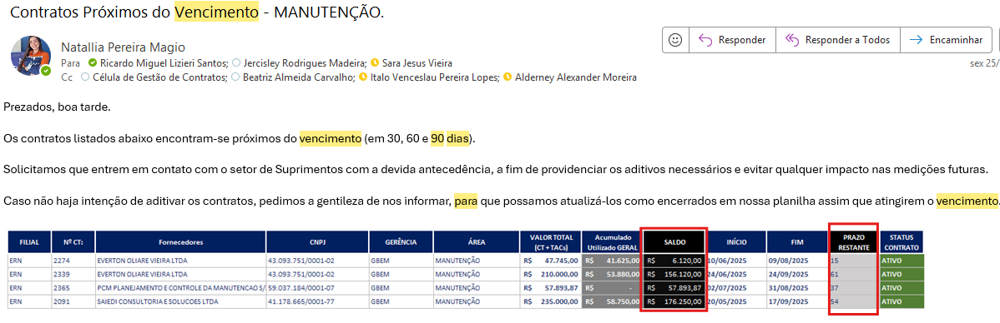 Contratos Próximos do Vencimento - MANUTENÇÃO.
Natallia Pereira Magio
Responder
Responder a Todos
Encaminhar
Para Ricardo Miguel Lizieri Santos; Jercisley Rodrigues Madeira; Sara Jesus Vieira
sex 25/
Cc Célula de Gestão de Contratos; Beatriz Almeida Carvalho; Italo Venceslau Pereira Lopes; Alderney Alexander Moreira
Prezados, boa tarde.
Os contratos listados abaixo encontram-se próximos do vencimento (em 30, 60 e 90 dias).
Solicitamos que entrem em contato com o setor de Suprimentos com a devida antecedência, a fim de providenciar os aditivos necessários e evitar qualquer impacto nas medições futuras.
Caso não haja intenção de aditivar os contratos, pedimos a gentileza de nos informar, para que possamos atualizá-los como encerrados em nossa planilha assim que atingirem o vencimento.
FILIAL Nº CT: Fornecedores CNPJ GERÊNCIA ÁREA VALOR TOTAL (CT + TACs) Acumulado Utilizado GERAL SALDO INÍCIO FIM PRAZO RESTANTE STATUS CONTRATO
ERN 2274 EVERTON OLIARE VIEIRA LTDA 43.093.751/0001-02 GBEM MANUTENÇÃO R$ 47.745,00 R$ 41.625,00 R$ 6.120,00 10/06/2025 09/08/2025 15 ATIVO
ERN 2339 EVERTON OLIARE VIEIRA LTDA 43.093.751/0001-02 GBEM MANUTENÇÃO R$ 210.000,00 R$ 53.880,00 R$ 156.120,00 24/06/2025 24/09/2025 61 ATIVO
ERN 2365 PCM PLANEJAMENTO E CONTROLE DA MANUTENCAO S/ 59.037.184/0001-07 GBEM MANUTENÇÃO R$ 57.893,87 R$ - R$ 57.893,87 02/07/2025 31/08/2025 37 ATIVO
ERN 2091 SAIEDI CONSULTORIA E SOLUCOES LTDA 41.178.665/0001-77 GBEM MANUTENÇÃO R$ 235.000,00 R$ 58.750,00 R$ 176.250,00 20/05/2025 17/09/2025 54 ATIVO